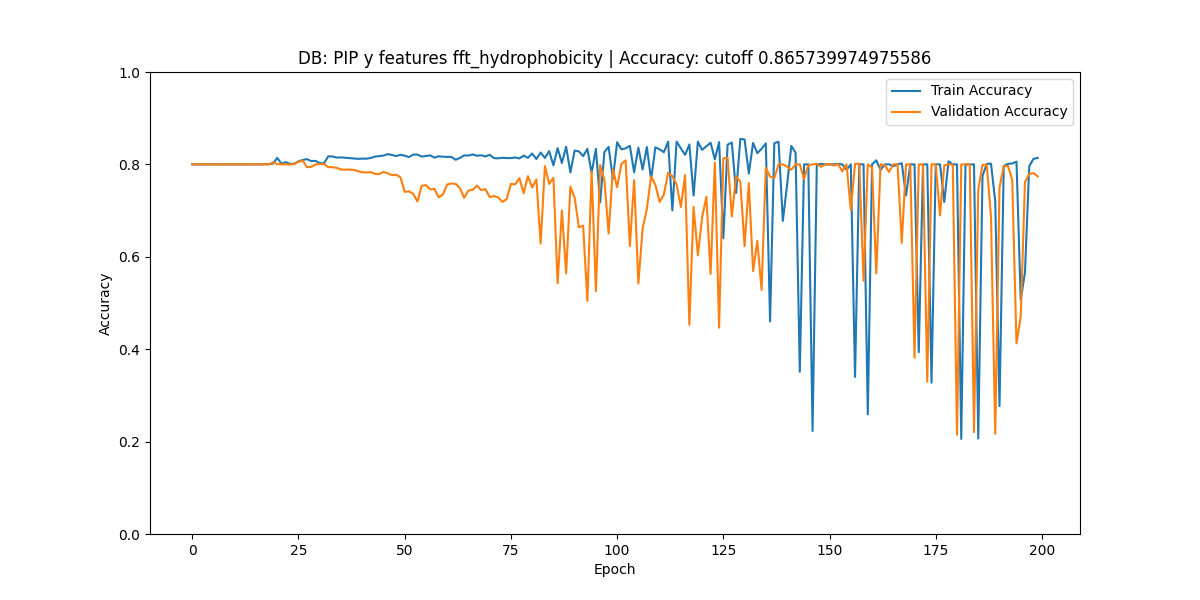 DB: PIP y features fft_hydrophobicity | Accuracy: cutoff 0.865739974975586
Train Accuracy
Validation Accuracy
1.0
0.8
0.6
0.4
0.2
0.0
Accuracy
0 25 50 75 100 125 150 175 200
Epoch